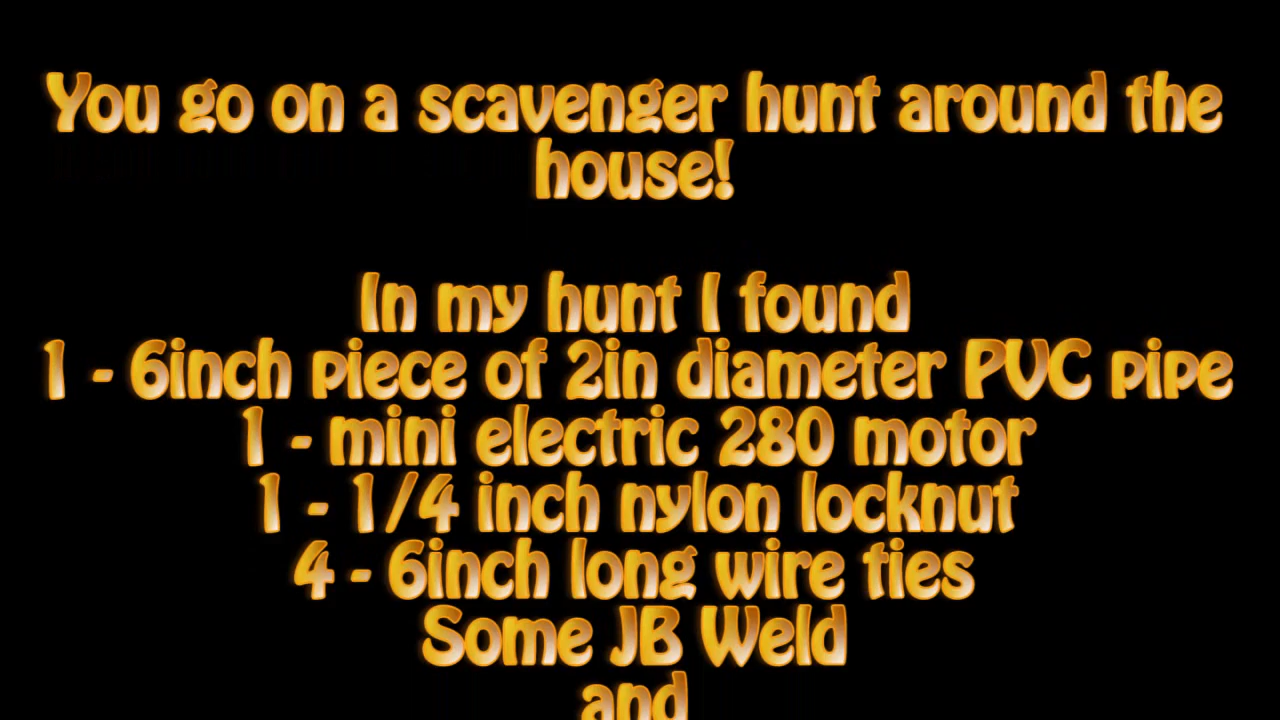 You go on a scavenger hunt around the
house!
In my hunt I found
1 - 6inch piece of 2in diameter PVC pipe
1 - mini electric 280 motor
1 - 1/4 inch nylon locknut
4 - 6inch long wire ties
Some JB Weld
and